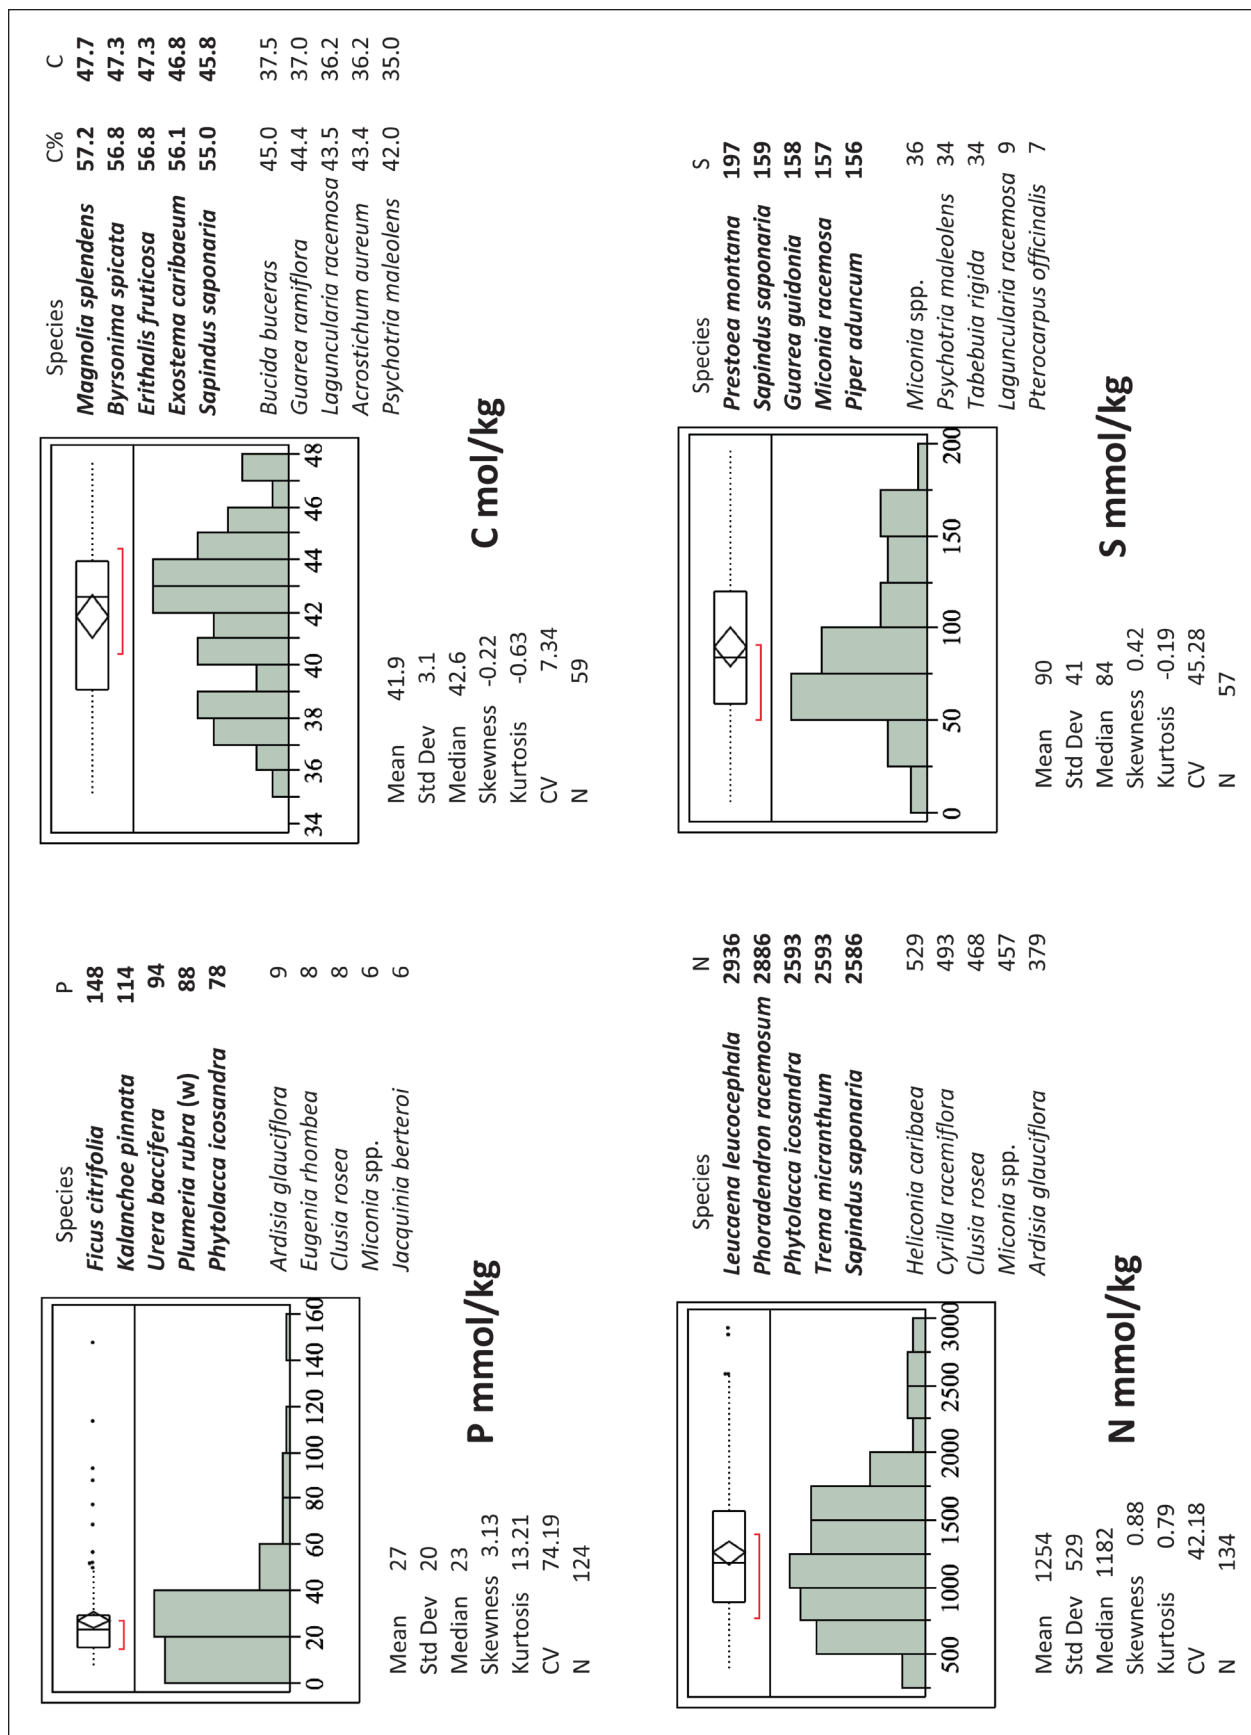 0 20 40 60 80 100 120 140 160
P mmol/kg
Mean 27
Std Dev 20
Median 23
Skewness 3.13
Kurtosis 13.21
CV 74.19
N 124
Species P
Ficus citrifolia 148
Kalanchoe pinnata 114
Urera baccifera 94
Plumeria rubra (w) 88
Phytolacca icosandra 78
Ardisia glauciflora 9
Eugenia rhombea 8
Clusia rosea 8
Miconia spp. 6
Jacquinia berteroi 6
34 36 38 40 42 44 46 48
C mol/kg
Mean 41.9
Std Dev 3.1
Median 42.6
Skewness -0.22
Kurtosis -0.63
CV 7.34
N 59
Species C% C
Magnolia splendens 57.2 47.7
Byrsonima spicata 56.8 47.3
Erithalis fruticosa 56.8 47.3
Exostema caribaeum 56.1 46.8
Sapindus saponaria 55.0 45.8
Bucida buceras 45.0 37.5
Guarea ramiflora 44.4 37.0
Laguncularia racemosa 43.5 36.2
Acrostichum aureum 43.4 36.2
Psychotria maleolens 42.0 35.0
500 1000 1500 2000 2500 3000
N mmol/kg
Mean 1254
Std Dev 529
Median 1182
Skewness 0.88
Kurtosis 0.79
CV 42.18
N 134
Species N
Leucaena leucocephala 2936
Phoradendron racemosum 2886
Phytolacca icosandra 2593
Trema micranthum 2593
Sapindus saponaria 2586
Heliconia caribaea 529
Cyrilla racemiflora 493
Clusia rosea 468
Miconia spp. 457
Ardisia glauciflora 379
0 50 100 150 200
S mmol/kg
Mean 90
Std Dev 41
Median 84
Skewness 0.42
Kurtosis -0.19
CV 45.28
N 57
Species S
Prestoea montana 197
Sapindus saponaria 159
Guarea guidonia 158
Miconia racemosa 157
Piper aduncum 156
Miconia spp. 36
Psychotria maleolens 34
Tabebuia rigida 34
Laguncularia racemosa 9
Pterocarpus officinalis 7